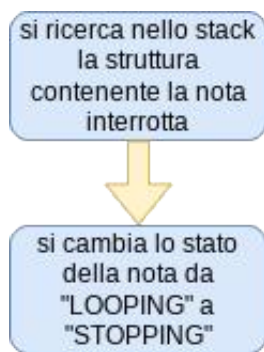 si ricerca nello stack
la struttura
contenente la nota
interrotta
si cambia lo stato
della nota da
"LOOPING" a
"STOPPING"